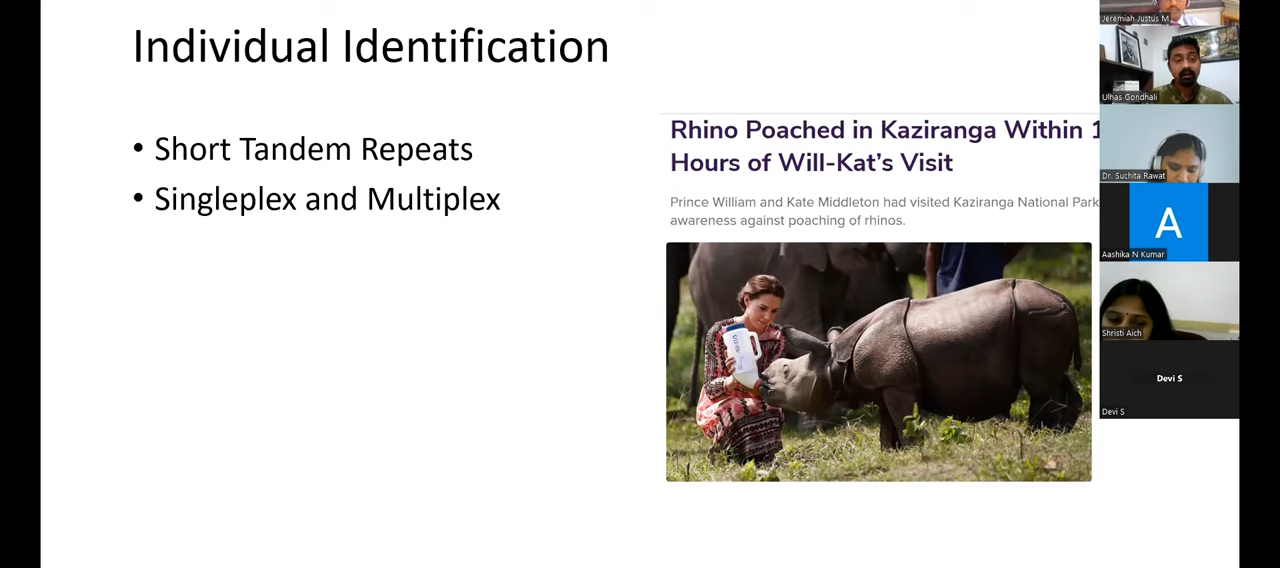 Individual Identification
• Short Tandem Repeats
• Singleplex and Multiplex
Rhino Poached in Kaziranga Within 1
Hours of Will-Kat’s Visit
Prince William and Kate Middleton had visited Kaziranga National Park
awareness against poaching of rhinos.
Jeremiah Justus M
Ulhas Gondhali
Dr. Suchita Rawat
A
Aashika N Kumar
Shristi Aich
Devi S
Devi S